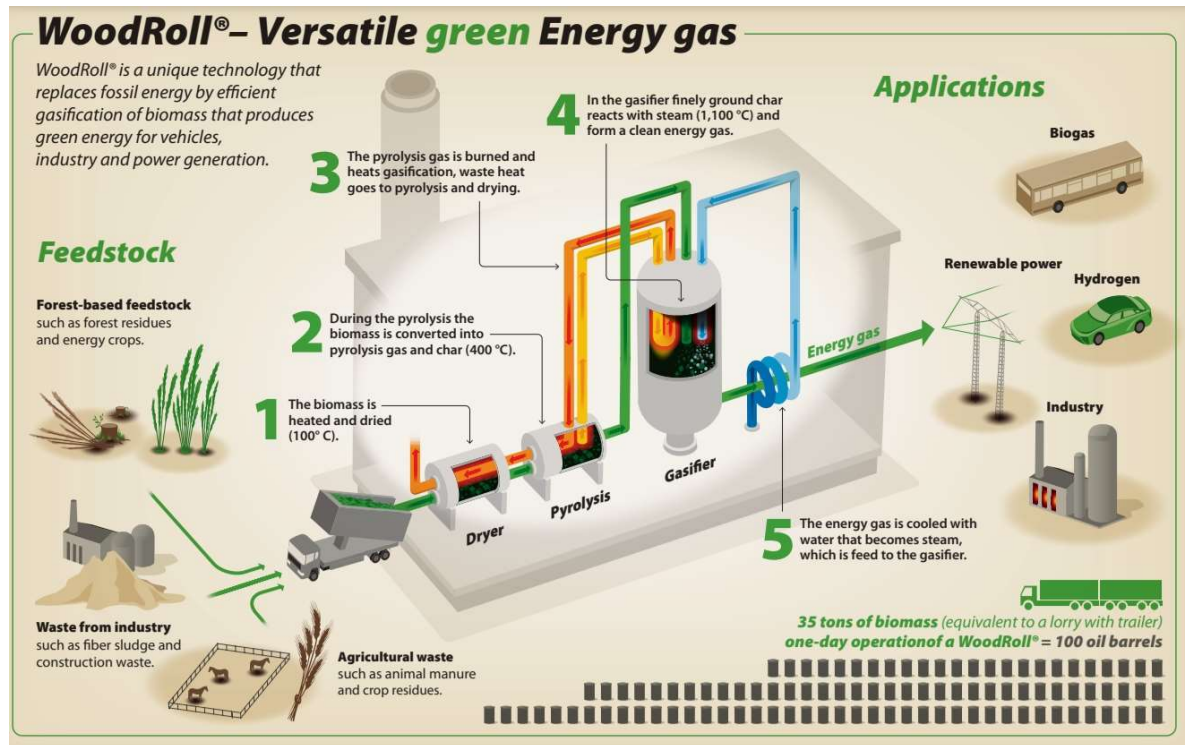 WoodRoll®– Versatile green Energy gas
WoodRoll® is a unique technology that
replaces fossil energy by efficient
gasification of biomass that produces
green energy for vehicles,
industry and power generation.
Feedstock
Forest-based feedstock
such as forest residues
and energy crops.
Waste from industry
such as fiber sludge and
construction waste.
Agricultural waste
such as animal manure
and crop residues.
1 The biomass is
heated and dried
(100° C).
2 During the pyrolysis the
biomass is converted into
pyrolysis gas and char (400 °C).
3 The pyrolysis gas is burned and
heats gasification, waste heat
goes to pyrolysis and drying.
4 In the gasifier finely ground char
reacts with steam (1,100 °C) and
form a clean energy gas.
Dryer
Pyrolysis
Gasifier
Energy gas
5 The energy gas is cooled with
water that becomes steam,
which is feed to the gasifier.
Applications
Biogas
Renewable power
Hydrogen
Industry
35 tons of biomass (equivalent to a lorry with trailer)
one-day operationof a WoodRoll® = 100 oil barrels